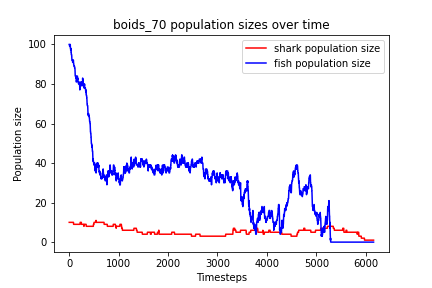 boids_70 population sizes over time
shark population size
fish population size
Population size
100
80
60
40
20
0
0 1000 2000 3000 4000 5000 6000
Timesteps